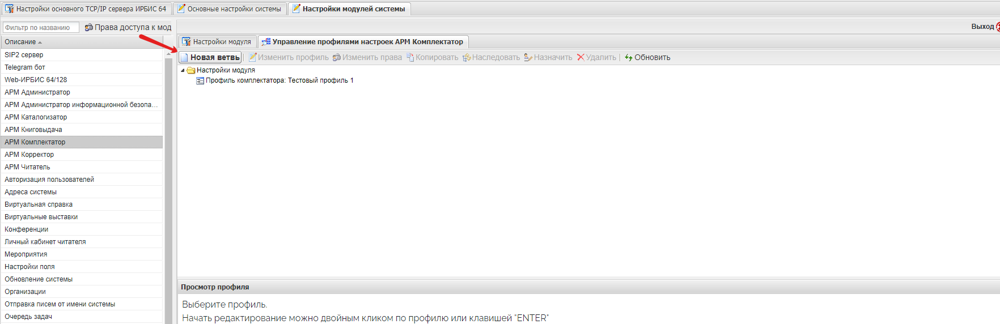 Настройки основного TCP/IP сервера ИРБИС 64
Основные настройки системы
Настройки модулей системы
Фильтр по названию
Права доступа к мод
Выход
Описание
SIP2 сервер
Telegram бот
Web-ИРБИС 64/128
АРМ Администратор
АРМ Администратор информационной безопа...
АРМ Каталогизатор
АРМ Книговыдача
АРМ Комплектатор
АРМ Корректор
АРМ Читатель
Авторизация пользователей
Адреса системы
Виртуальная справка
Виртуальные выставки
Конференции
Личный кабинет читателя
Мероприятия
Настройки поля
Обновление системы
Организации
Отправка писем от имени системы
Очередь задач
Настройки модуля
Управление профилями настроек АРМ Комплектатор
Новая ветвь
Изменить профиль
Изменить права
Копировать
Наследовать
Назначить
Удалить
Обновить
Настройки модуля
Профиль комплектатора: Тестовый профиль 1
Просмотр профиля
Выберите профиль.
Начать редактирование можно двойным кликом по профилю или клавишей "ENTER"